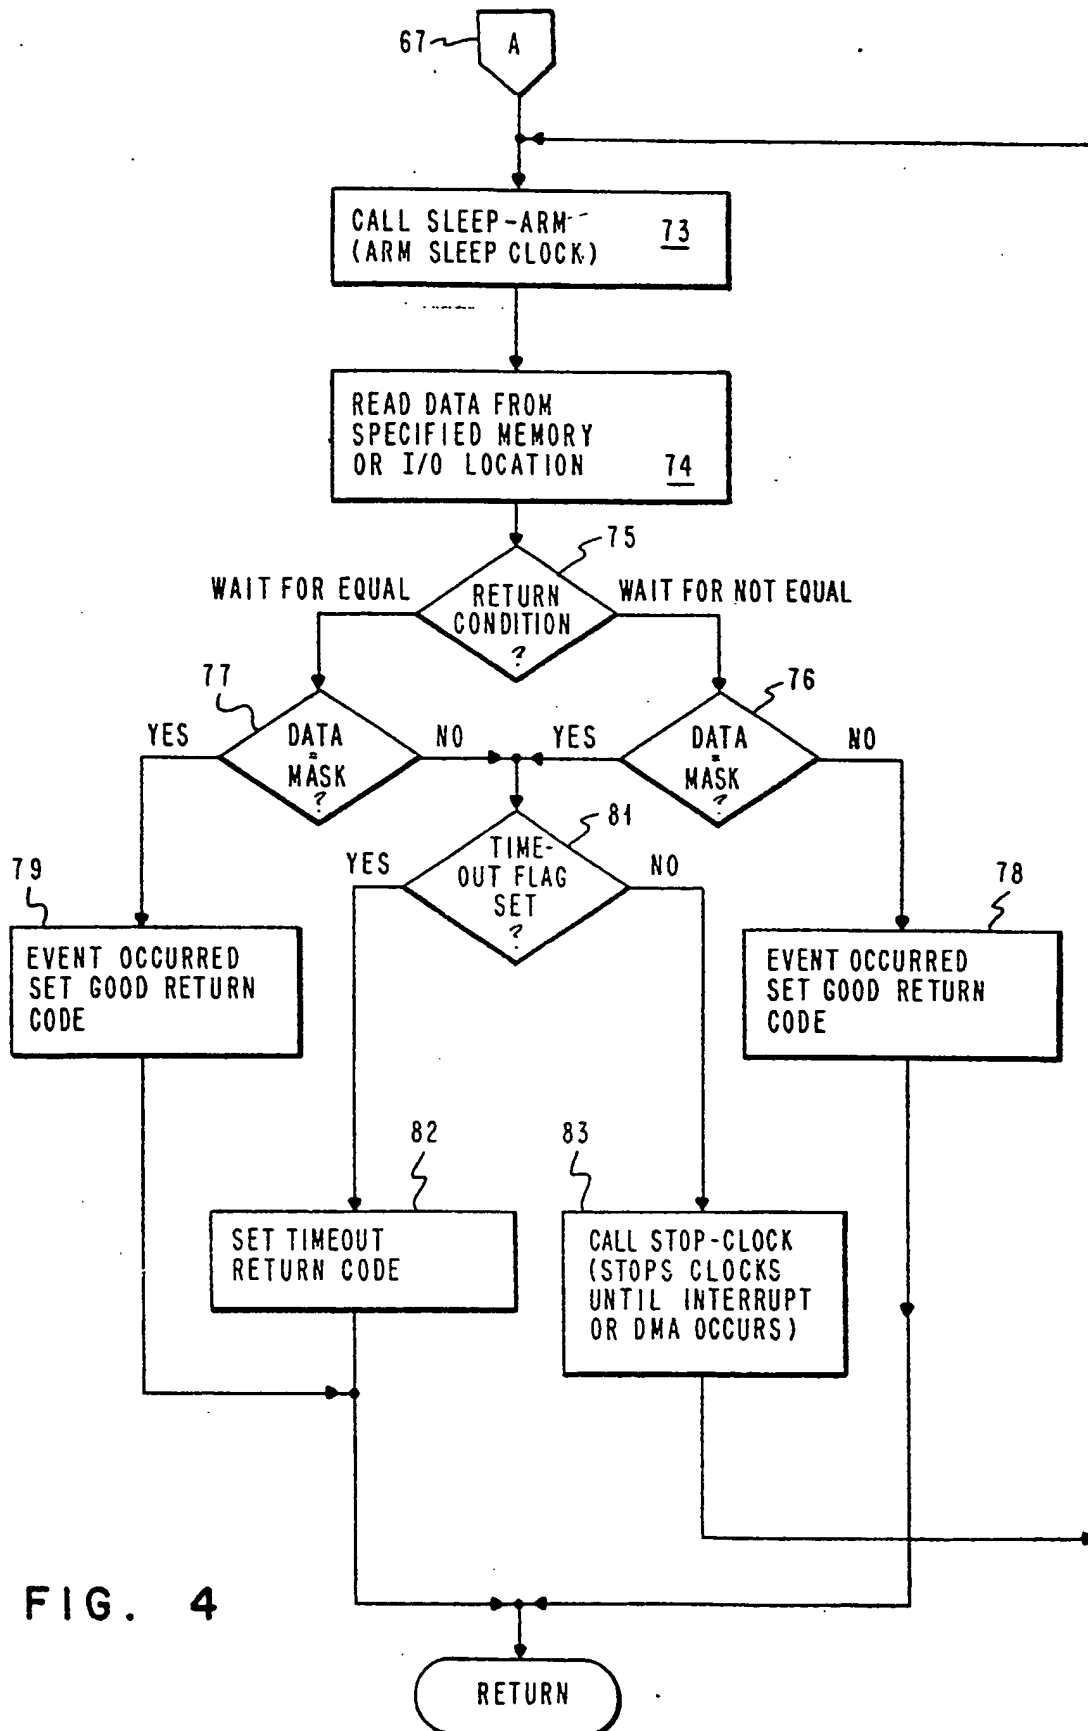 67
A
CALL SLEEP-ARM
(ARM SLEEP CLOCK)
73
READ DATA FROM
SPECIFIED MEMORY
OR I/O LOCATION
74
75
WAIT FOR EQUAL
RETURN
CONDITION
?
WAIT FOR NOT EQUAL
77
76
YES
DATA
=
MASK
?
NO
YES
DATA
=
MASK
?
NO
81
YES
TIME-
OUT FLAG
SET
?
NO
79
78
EVENT OCCURRED
SET GOOD RETURN
CODE
EVENT OCCURRED
SET GOOD RETURN
CODE
82
83
SET TIMEOUT
RETURN CODE
CALL STOP-CLOCK
(STOPS CLOCKS
UNTIL INTERRUPT
OR DMA OCCURS)
FIG. 4
RETURN